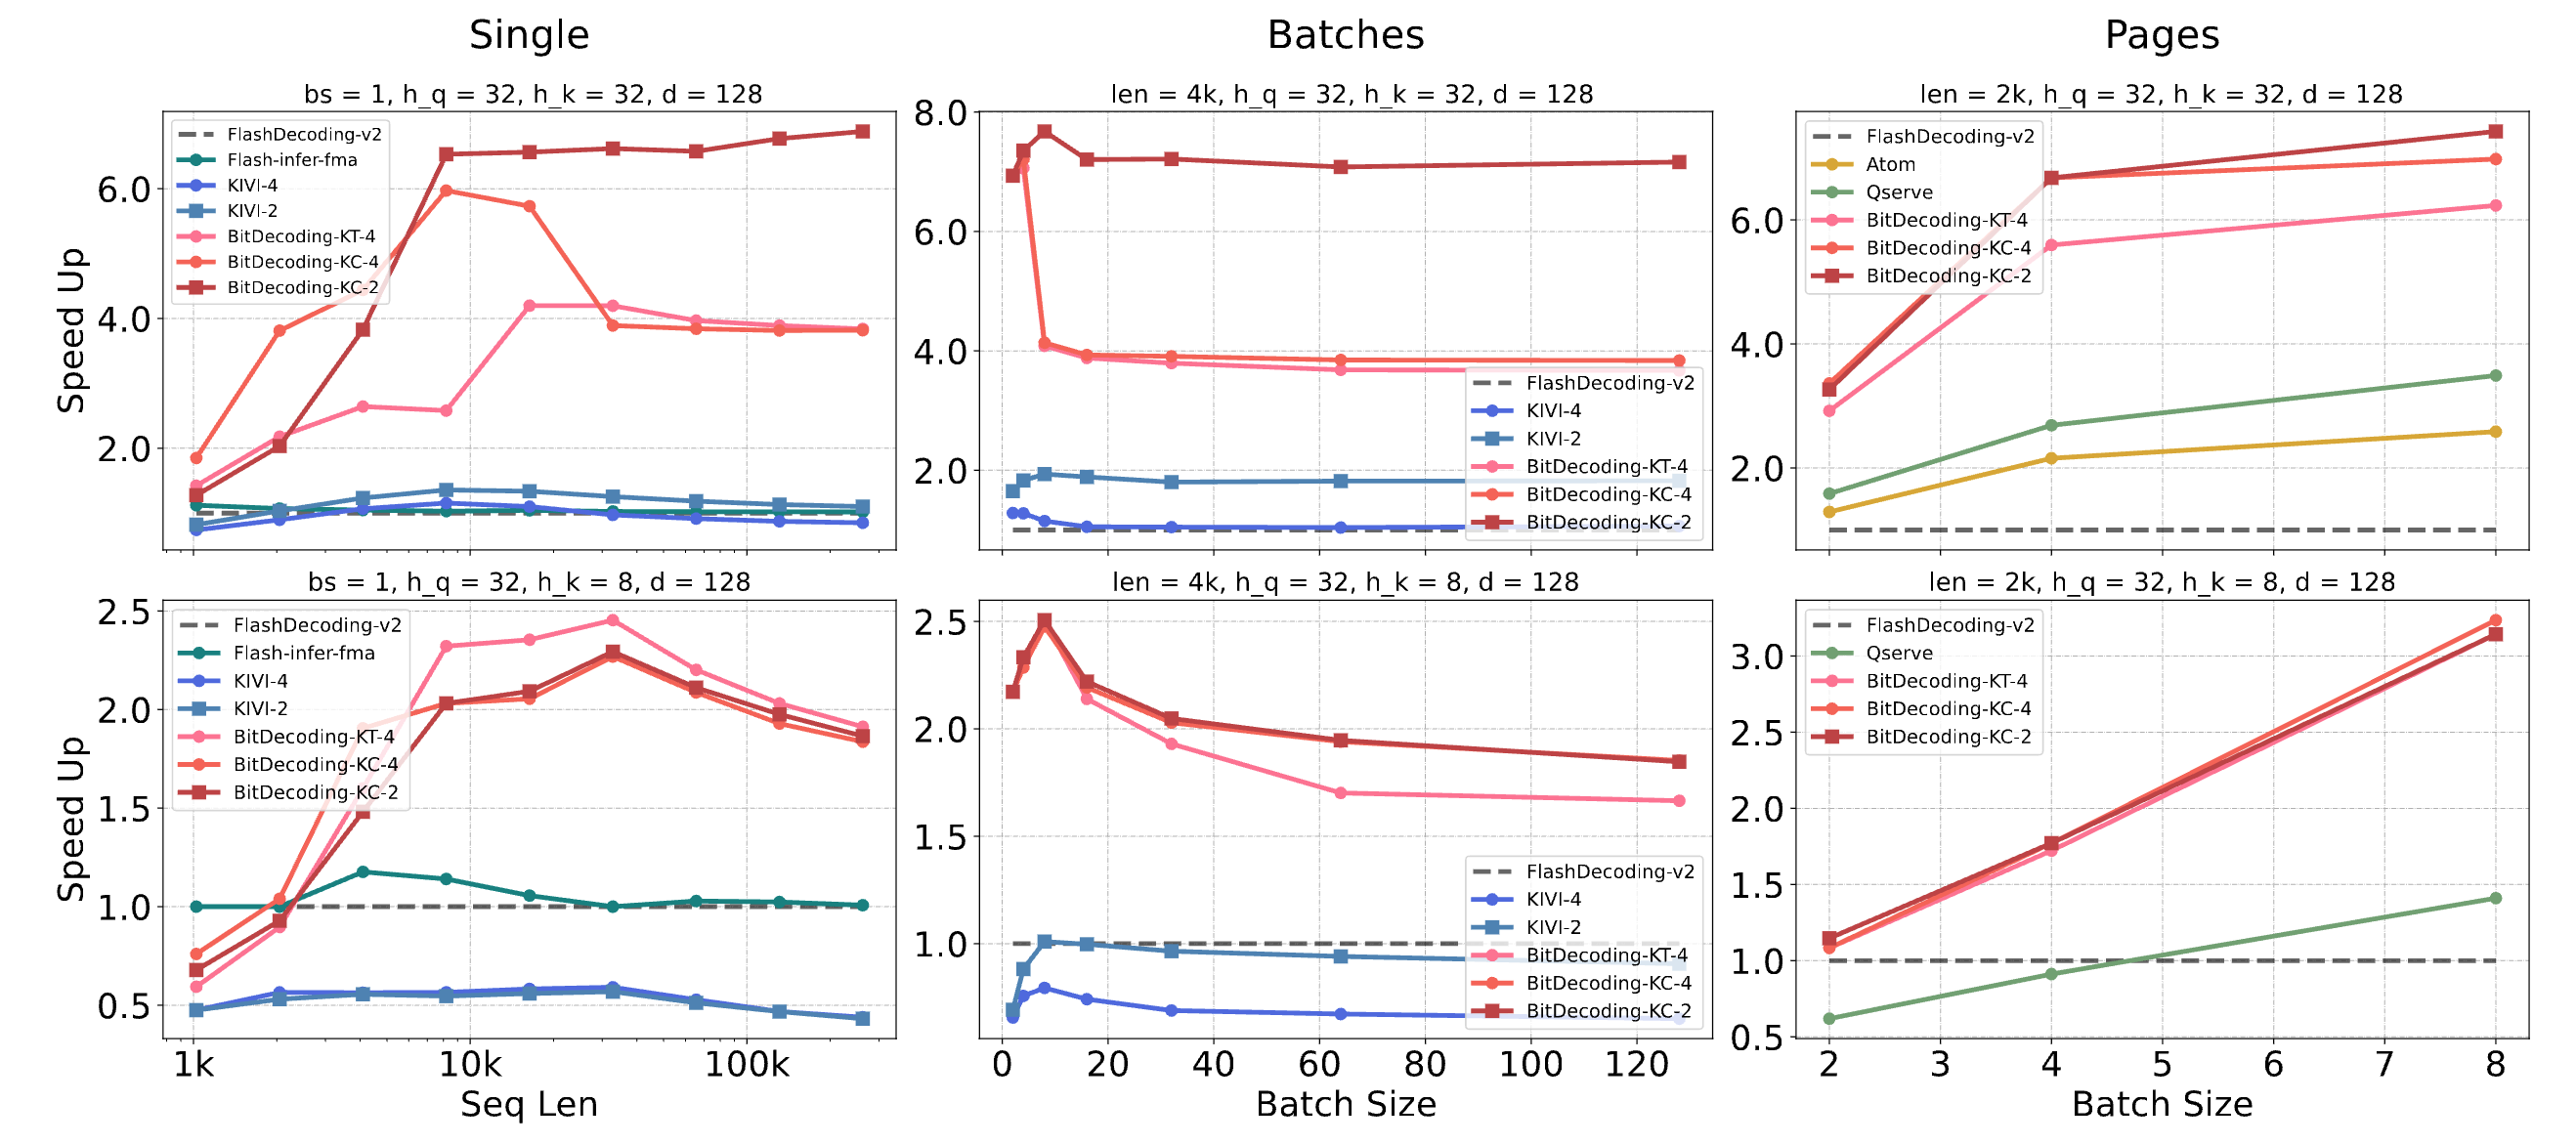 Single
Batches
Pages
bs = 1, h_q = 32, h_k = 32, d = 128
Speed Up
6.0
4.0
2.0
FlashDecoding-v2
Flash-infer-fma
KIVI-4
KIVI-2
BitDecoding-KT-4
BitDecoding-KC-4
BitDecoding-KC-2
len = 4k, h_q = 32, h_k = 32, d = 128
8.0
6.0
4.0
2.0
FlashDecoding-v2
KIVI-4
KIVI-2
BitDecoding-KT-4
BitDecoding-KC-4
BitDecoding-KC-2
len = 2k, h_q = 32, h_k = 32, d = 128
6.0
4.0
2.0
FlashDecoding-v2
Atom
Qserve
BitDecoding-KT-4
BitDecoding-KC-4
BitDecoding-KC-2
bs = 1, h_q = 32, h_k = 8, d = 128
Speed Up
2.5
2.0
1.5
1.0
0.5
FlashDecoding-v2
Flash-infer-fma
KIVI-4
KIVI-2
BitDecoding-KT-4
BitDecoding-KC-4
BitDecoding-KC-2
1k 10k 100k
Seq Len
len = 4k, h_q = 32, h_k = 8, d = 128
2.5
2.0
1.5
1.0
FlashDecoding-v2
KIVI-4
KIVI-2
BitDecoding-KT-4
BitDecoding-KC-4
BitDecoding-KC-2
0 20 40 60 80 100 120
Batch Size
len = 2k, h_q = 32, h_k = 8, d = 128
3.0
2.5
2.0
1.5
1.0
0.5
FlashDecoding-v2
Qserve
BitDecoding-KT-4
BitDecoding-KC-4
BitDecoding-KC-2
2 3 4 5 6 7 8
Batch Size